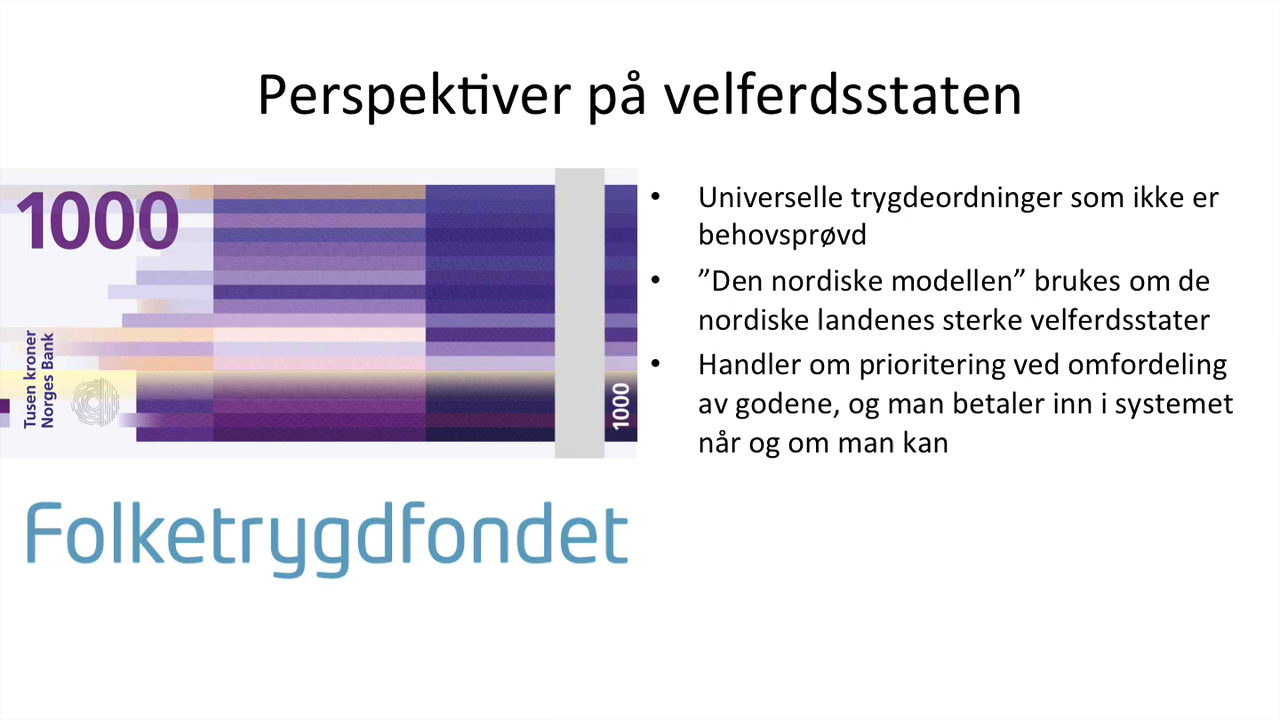 Perspektiver på velferdsstaten
1000
Tusen kroner
Norges Bank
1000
Folketrygdfondet
• Universelle trygdeordninger som ikke er
behovsprøvd
• ”Den nordiske modellen” brukes om de
nordiske landenes sterke velferdsstater
• Handler om prioritering ved omfordeling
av godene, og man betaler inn i systemet
når og om man kan